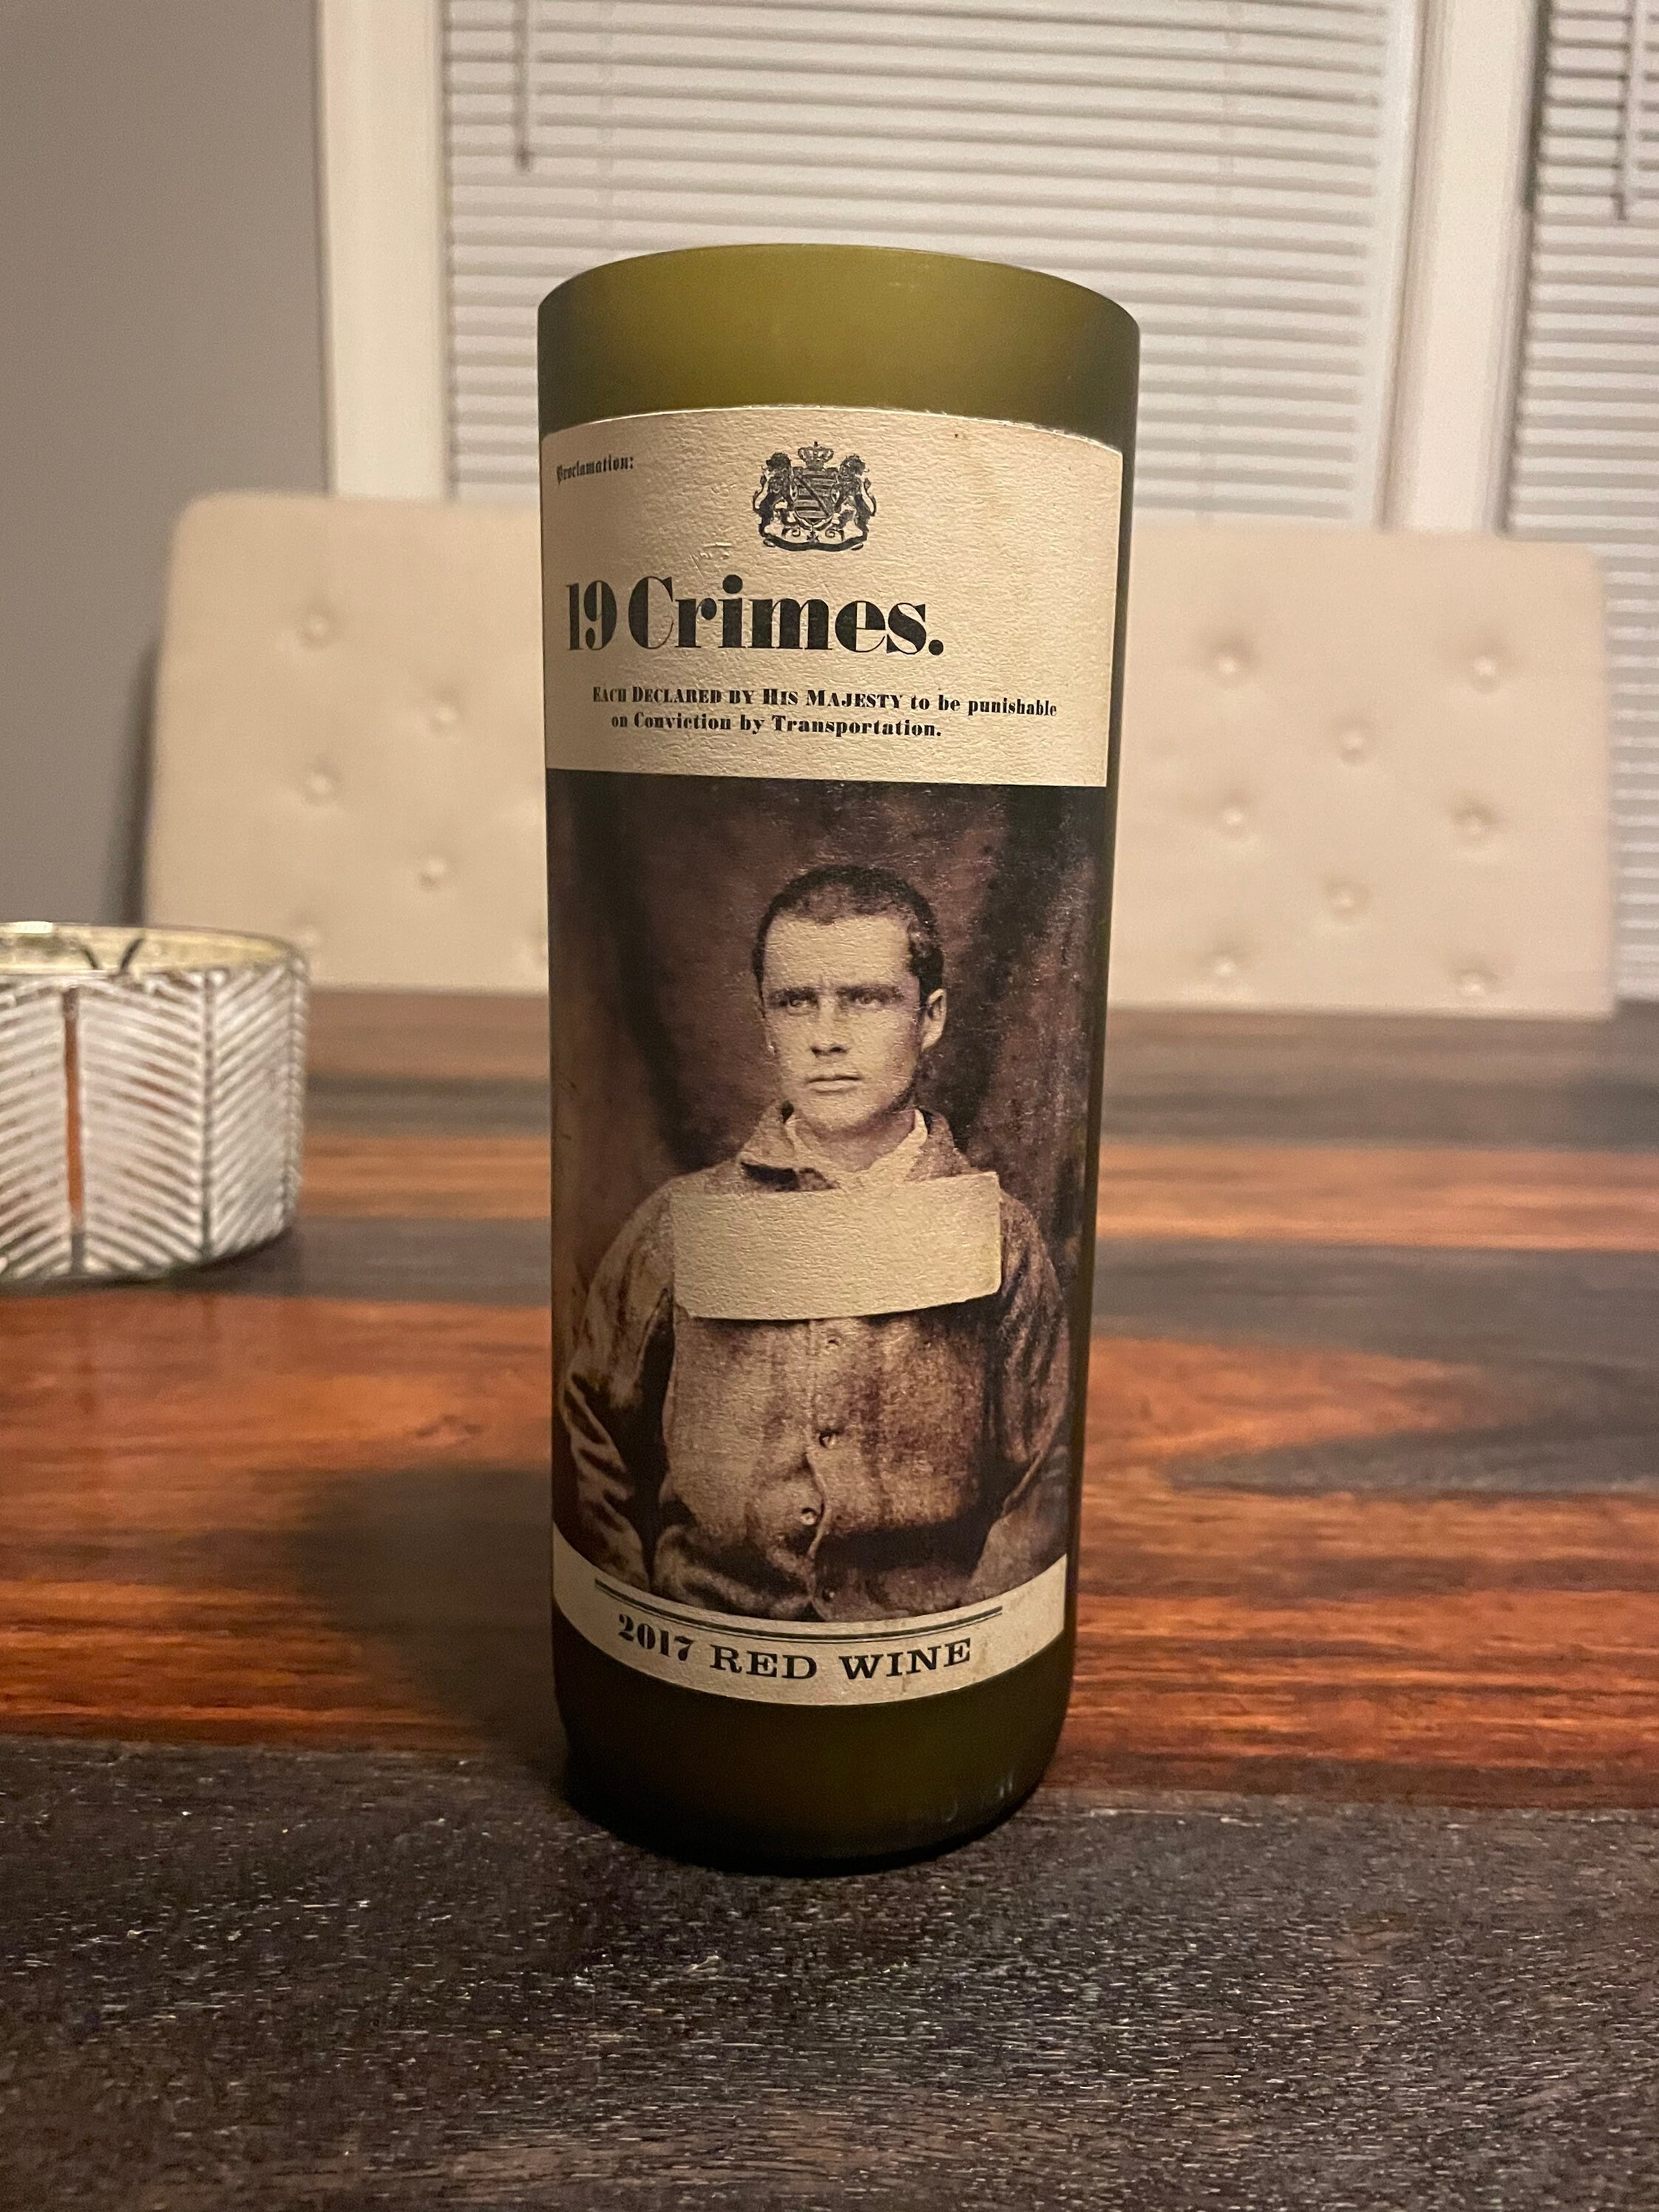 Proclamation:
19 Crimes.
EACH DECLARED BY HIS MAJESTY to be punishable
on Conviction by Transportation.
2017 RED WINE